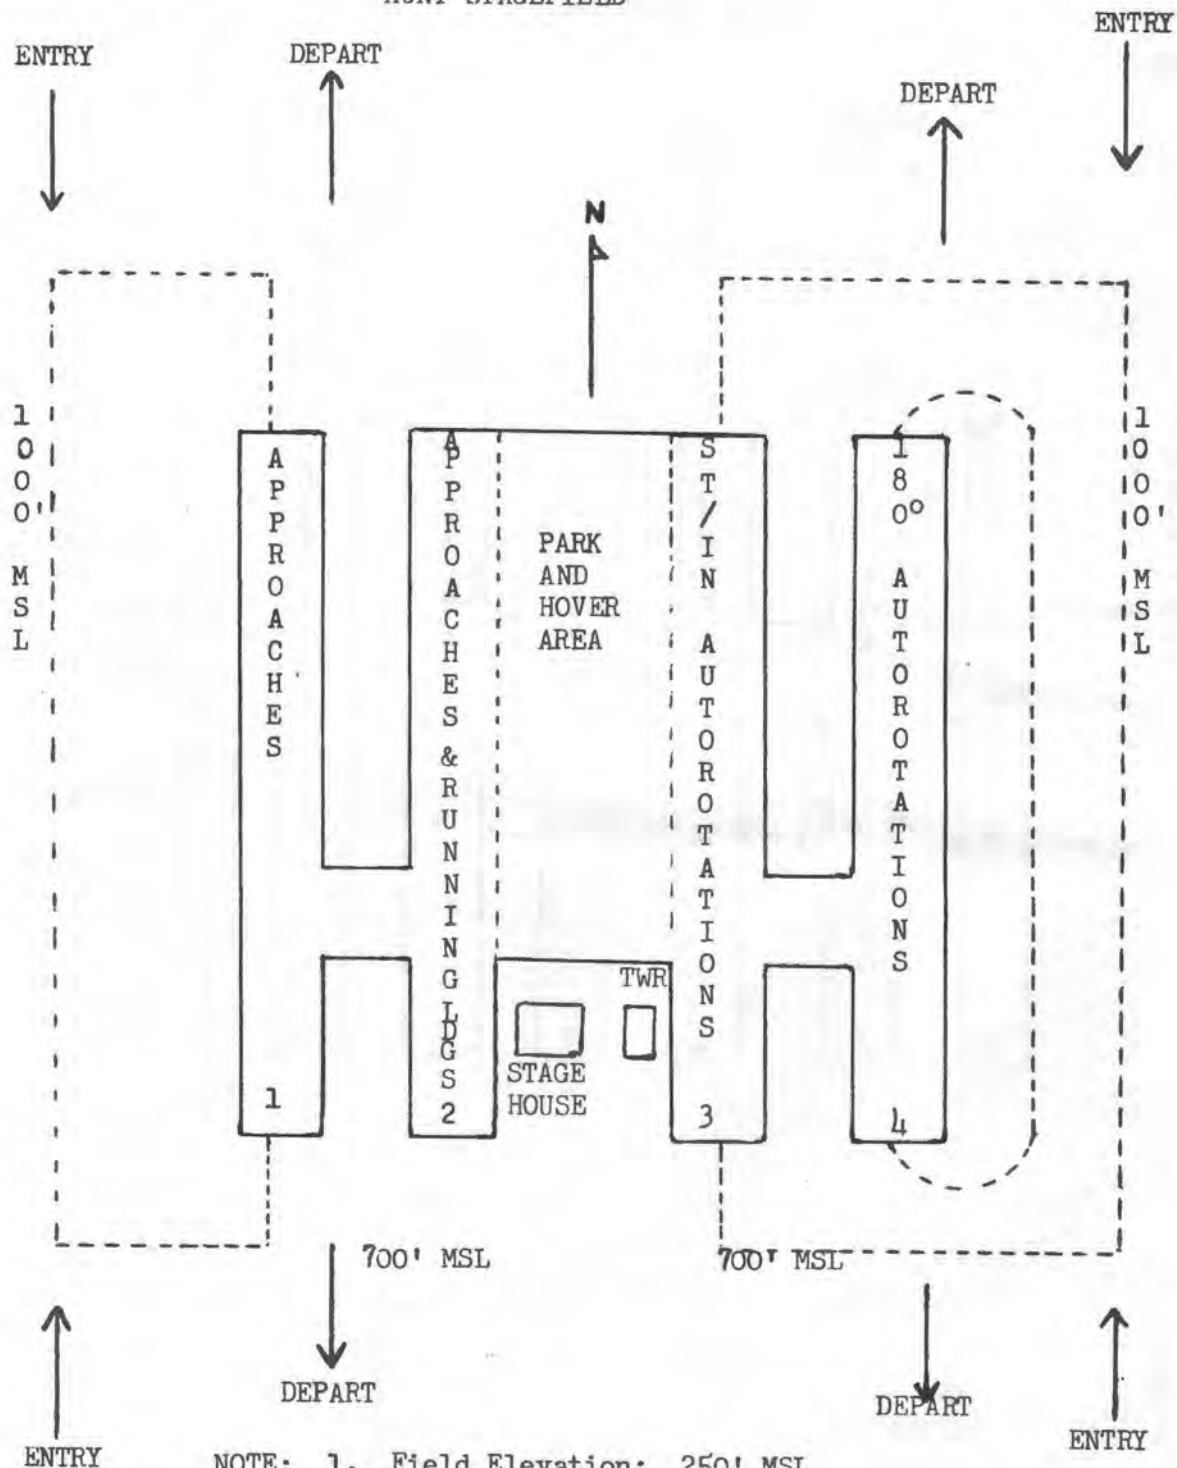 HUNT STAGEFIELD
ENTRY
DEPART
DEPART
ENTRY
N
1000' MSL
APPROACHES
1
APPROACHES & RUNNING LDGS 2
PARK
AND
HOVER
AREA
ST/IN AUTOROTATIONS
3
180° AUTOROTATIONS
4
1000' MSL
TWR
STAGE
HOUSE
700' MSL
700' MSL
DEPART
DEPART
ENTRY
ENTRY
NOTE: 1. Field Elevation: 250' MSL